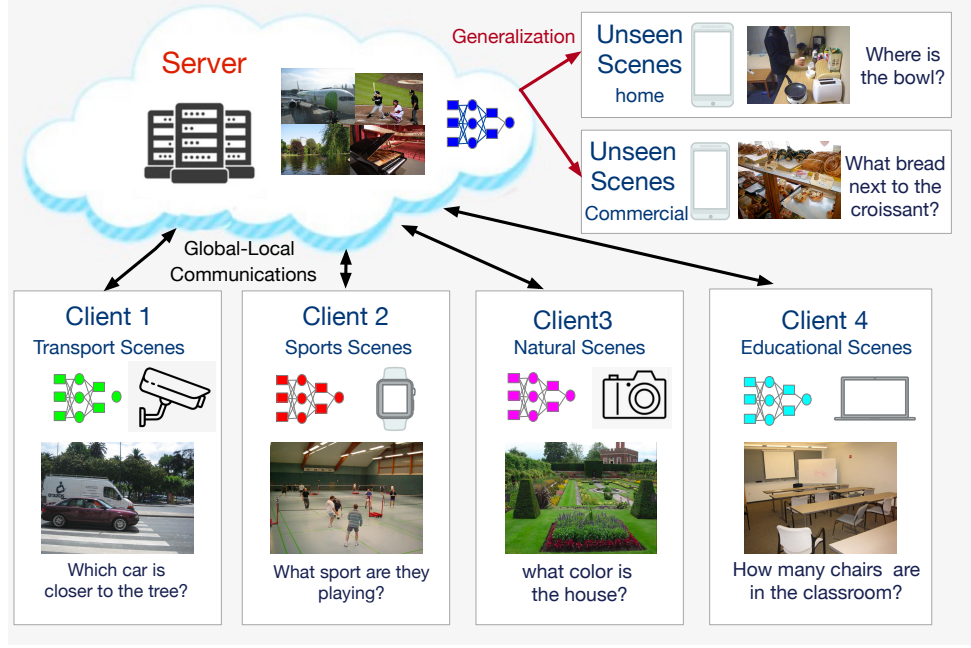 Server
Generalization
Unseen
Scenes
home
Where is
the bowl?
Unseen
Scenes
Commercial
What bread
next to the
croissant?
Global-Local
Communications
Client 1
Transport Scenes
Which car is
closer to the tree?
Client 2
Sports Scenes
What sport are they
playing?
Client3
Natural Scenes
what color is
the house?
Client 4
Educational Scenes
How many chairs are
in the classroom?